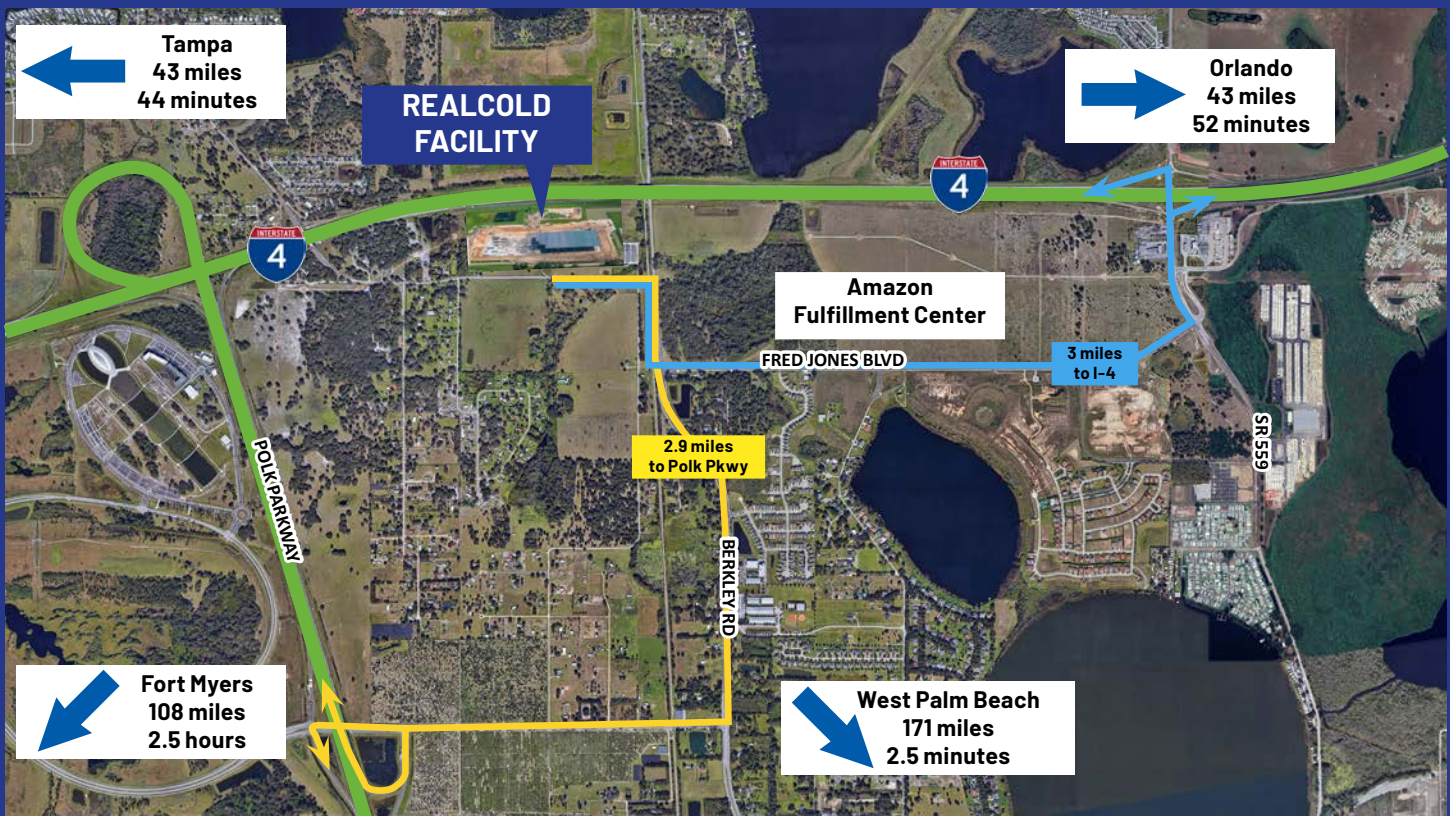 Tampa
43 miles
44 minutes
REALCOLD
FACILITY
Orlando
43 miles
52 minutes
INTERSTATE
4
INTERSTATE
4
Amazon
Fulfillment Center
FRED JONES BLVD
3 miles
to I-4
2.9 miles
to Polk Pkwy
POLK PARKWAY
SR 559
BERKLEY RD
Fort Myers
108 miles
2.5 hours
West Palm Beach
171 miles
2.5 minutes